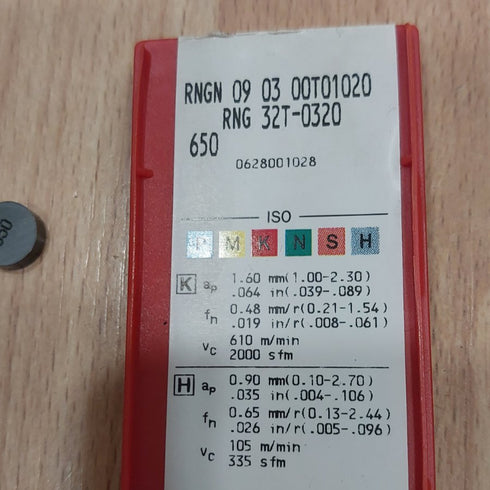 RNGN 09 03 00T01020
RNG 32T-0320
650
0628001028
ISO
P M K N S H
K ap 1.60 mm(1.00-2.30)
.064 in(.039-.089)
fn 0.48 mm/r(0.21-1.54)
.019 in/r(.008-.061)
vc 610 m/min
2000 sfm
H ap 0.90 mm(0.10-2.70)
.035 in(.004-.106)
fn 0.65 mm/r(0.13-2.44)
.026 in/r(.005-.096)
vc 105 m/min
335 sfm